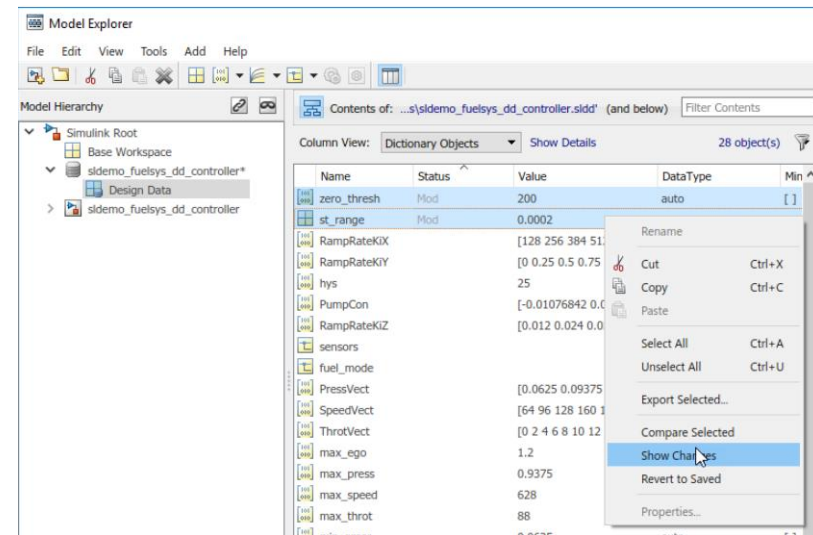 Model Explorer
File Edit View Tools Add Help
Model Hierarchy
Simulink Root
Base Workspace
sldemo_fuelsys_dd_controller*
Design Data
sldemo_fuelsys_dd_controller
Contents of: ...s\sldemo_fuelsys_dd_controller.sldd' (and below) Filter Contents
Column View: Dictionary Objects Show Details 28 object(s)
Name Status Value DataType Min
zero_thresh Mod 200 auto [ ]
st_range Mod 0.0002
RampRateKiX [128 256 384 51
RampRateKiY [0 0.25 0.5 0.75
hys 25
PumpCon [-0.01076842 0.0
RampRateKiZ [0.012 0.024 0.0
sensors
fuel_mode
PressVect [0.0625 0.09375
SpeedVect [64 96 128 160 1
ThrotVect [0 2 4 6 8 10 12
max_ego 1.2
max_press 0.9375
max_speed 628
max_throt 88
Rename
Cut Ctrl+X
Copy Ctrl+C
Paste
Select All Ctrl+A
Unselect All Ctrl+U
Export Selected...
Compare Selected
Show Changes
Revert to Saved
Properties...